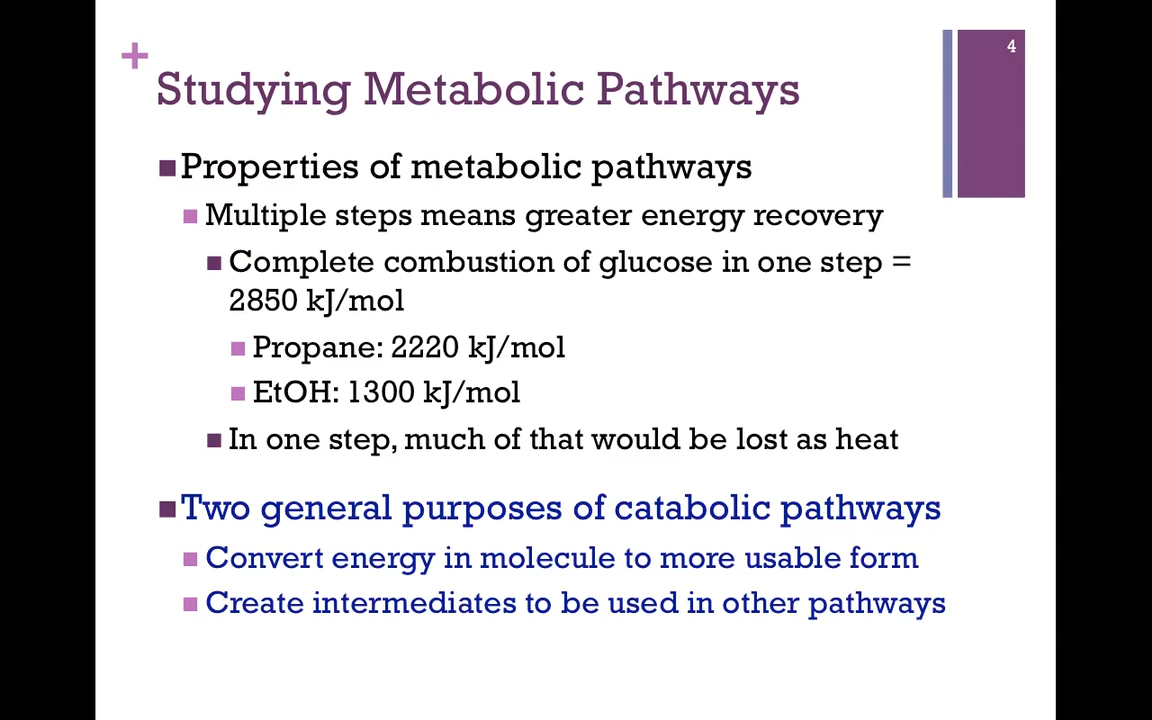 4
+
Studying Metabolic Pathways
Properties of metabolic pathways
Multiple steps means greater energy recovery
Complete combustion of glucose in one step =
2850 kJ/mol
Propane: 2220 kJ/mol
EtOH: 1300 kJ/mol
In one step, much of that would be lost as heat
Two general purposes of catabolic pathways
Convert energy in molecule to more usable form
Create intermediates to be used in other pathways